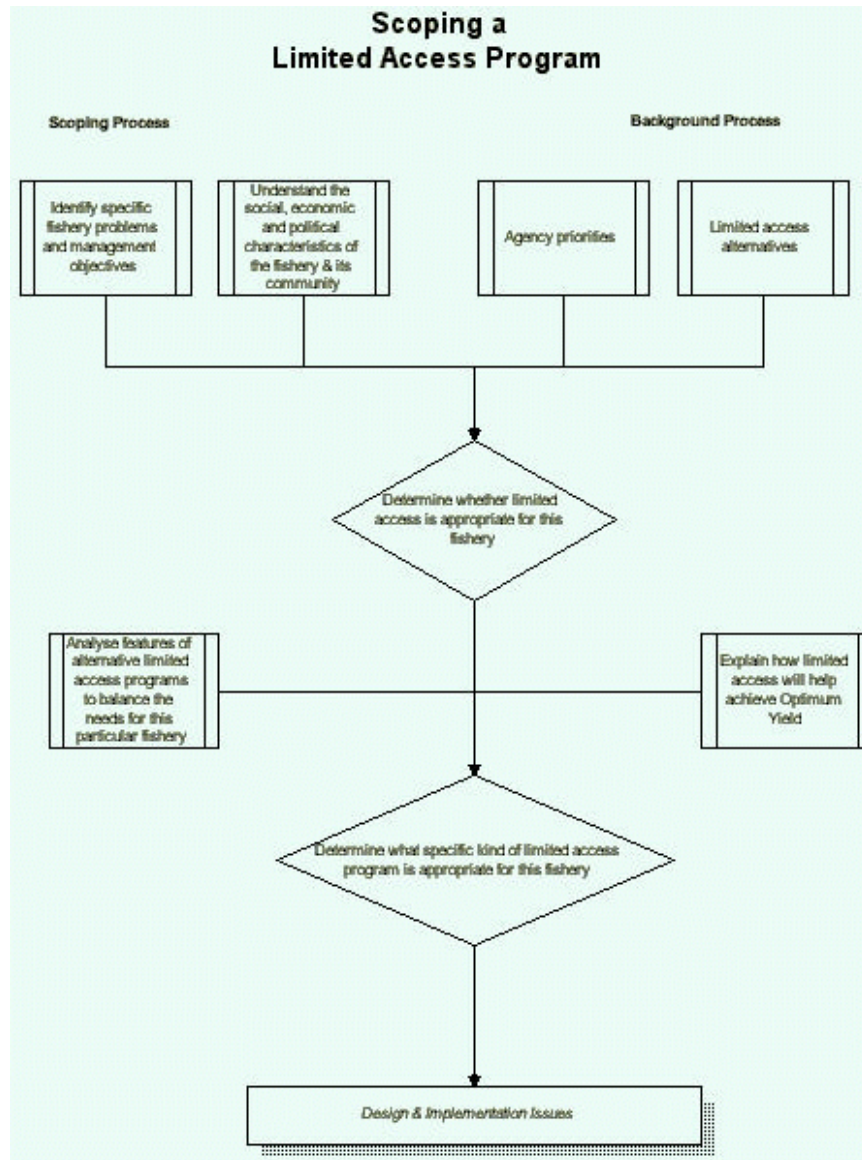 Scoping a
Limited Access Program
Scoping Process
Background Process
Identify specific
fishery problems
and management
objectives
Understand the
social, economic
and political
characteristics of
the fishery & its
community
Agency priorities
Limited access
alternatives
Determine whether limited
access is appropriate for this
fishery
Analyse features of
alternative limited
access programs
to balance the
needs for this
particular fishery
Explain how limited
access will help
achieve Optimum
Yield
Determine what specific kind of limited access
program is appropriate for this fishery
Design & Implementation Issues